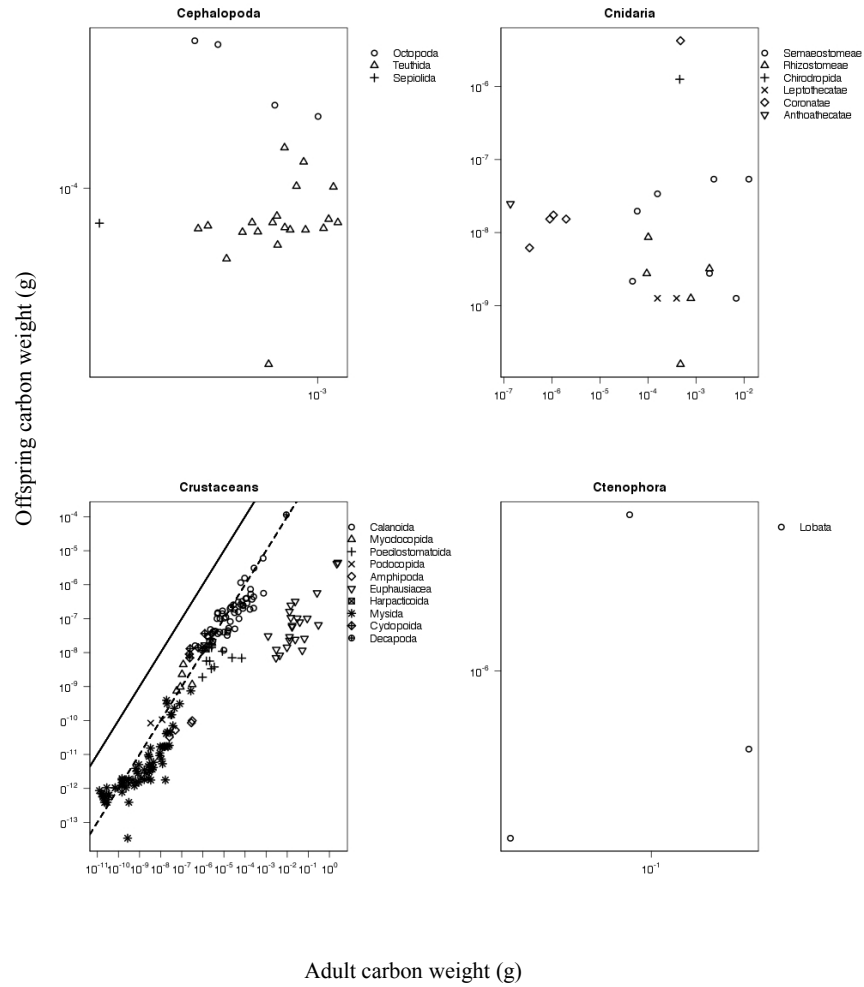 Cephalopoda
Octopoda
Teuthida
Sepiolida
10⁻⁴
10⁻³
Cnidaria
Semaeostomeae
Rhizostomeae
Chirodropida
Leptothecatae
Coronatae
Anthoathecatae
10⁻⁶
10⁻⁷
10⁻⁸
10⁻⁹
10⁻⁷ 10⁻⁶ 10⁻⁵ 10⁻⁴ 10⁻³ 10⁻²
Offspring carbon weight (g)
Crustaceans
Calanoida
Myodocopida
Poecilostomatoida
Podocopida
Amphipoda
Euphausiacea
Harpacticoida
Mysida
Cyclopoida
Decapoda
10⁻⁴
10⁻⁵
10⁻⁶
10⁻⁷
10⁻⁸
10⁻⁹
0⁻¹⁰
0⁻¹¹
0⁻¹²
0⁻¹³
10⁻¹¹ 10⁻¹⁰ 10⁻⁹ 10⁻⁸ 10⁻⁷ 10⁻⁶ 10⁻⁵ 10⁻⁴ 10⁻³ 10⁻² 10⁻¹ 10⁰
Ctenophora
Lobata
10⁻⁶
10⁻¹
Adult carbon weight (g)